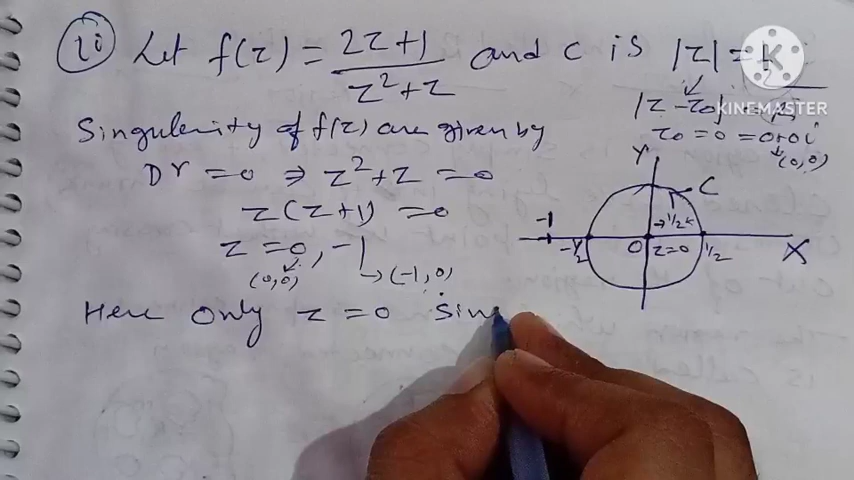 ii) Let f(z) = 2z+1 / z²+z and C is |z| =
|z - z0|
z0 = 0 = 0+0i
(0,0)
KINEMASTER
Singularity of f(z) are given by
Dr = 0 ⇒ z²+z = 0
z(z+1) = 0
z = 0, -1
(0,0) → (-1,0)
Y
C
-1
→1/2←
-1/2 O z=0 1/2 X
Here only z = 0 sin